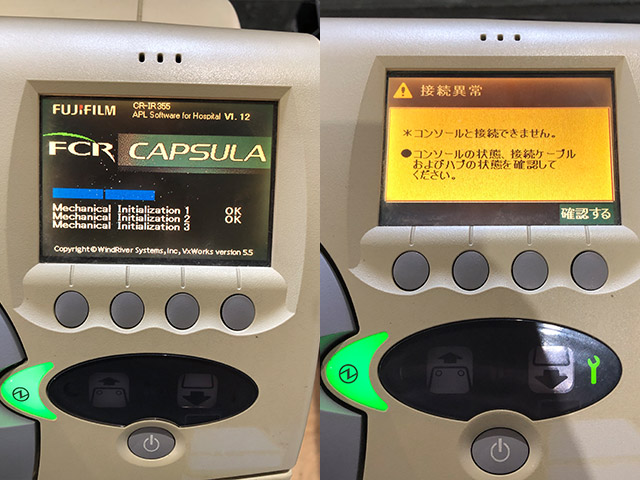 FUJIFILM
CR-IR355
APL Software for Hospital V1.12
FCR CAPSULA
Mechanical Initialization 1 OK
Mechanical Initialization 2 OK
Mechanical Initialization 3
Copyright©WindRiver Systems, Inc, VxWorks version 5.5
接続異常
*コンソールと接続できません。
●コンソールの状態、接続ケーブル
およびハブの状態を確認して
ください。
確認する